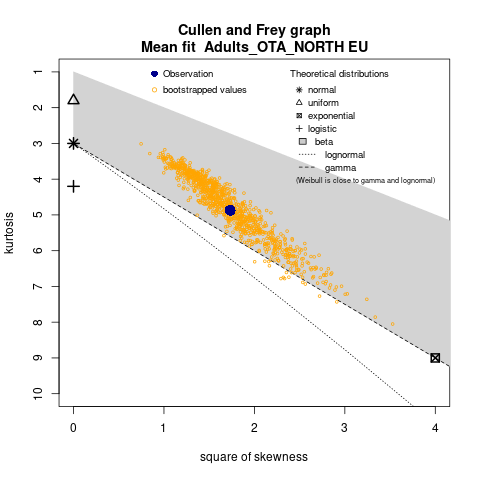 Cullen and Frey graph
Mean fit Adults_OTA_NORTH EU
Observation
bootstrapped values
Theoretical distributions
normal
uniform
exponential
logistic
beta
lognormal
gamma
(Weibull is close to gamma and lognormal)
kurtosis
1
2
3
4
5
6
7
8
9
10
0
1
2
3
4
square of skewness